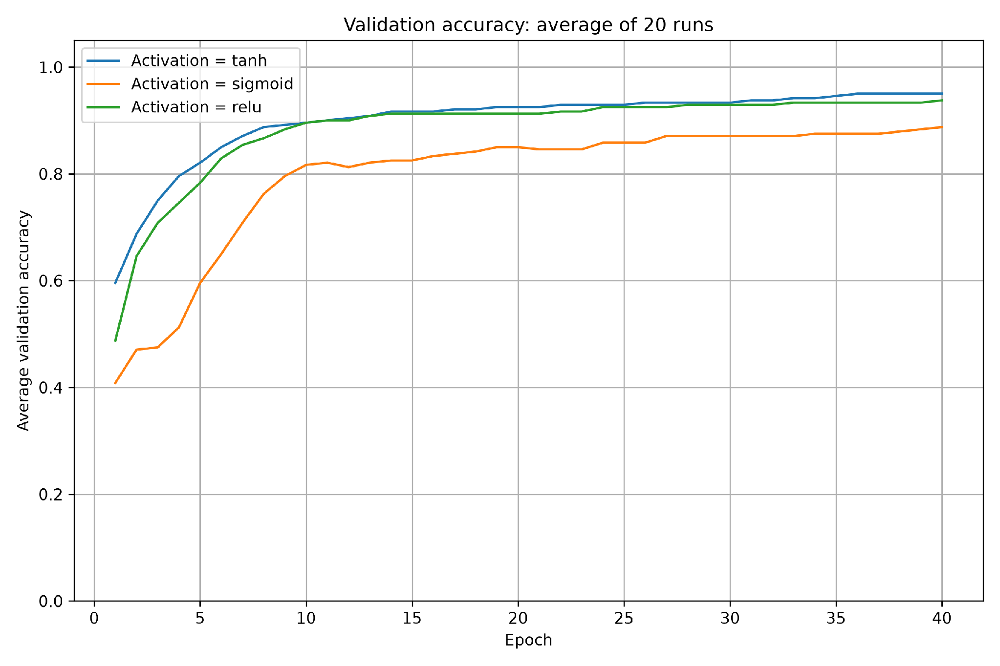 Validation accuracy: average of 20 runs
Activation = tanh
Activation = sigmoid
Activation = relu
1.0
0.8
0.6
0.4
0.2
0.0
Average validation accuracy
0 5 10 15 20 25 30 35 40
Epoch